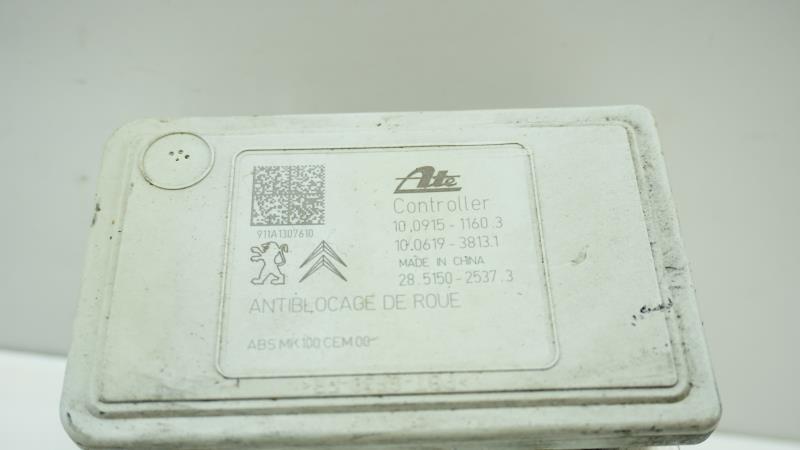 Ate
Controller
10.0915-1160.3
10.0619-3813.1
MADE IN CHINA
28.5150-2537.3
911A1307610
ANTIBLOCAGE DE ROUE
ABS MK100 CEM 00